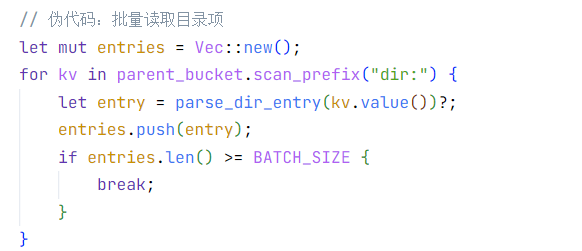 // 伪代码：批量读取目录项
let mut entries = Vec::new();
for kv in parent_bucket.scan_prefix("dir:") {
    let entry = parse_dir_entry(kv.value())?;
    entries.push(entry);
    if entries.len() >= BATCH_SIZE {
        break;
    }
}